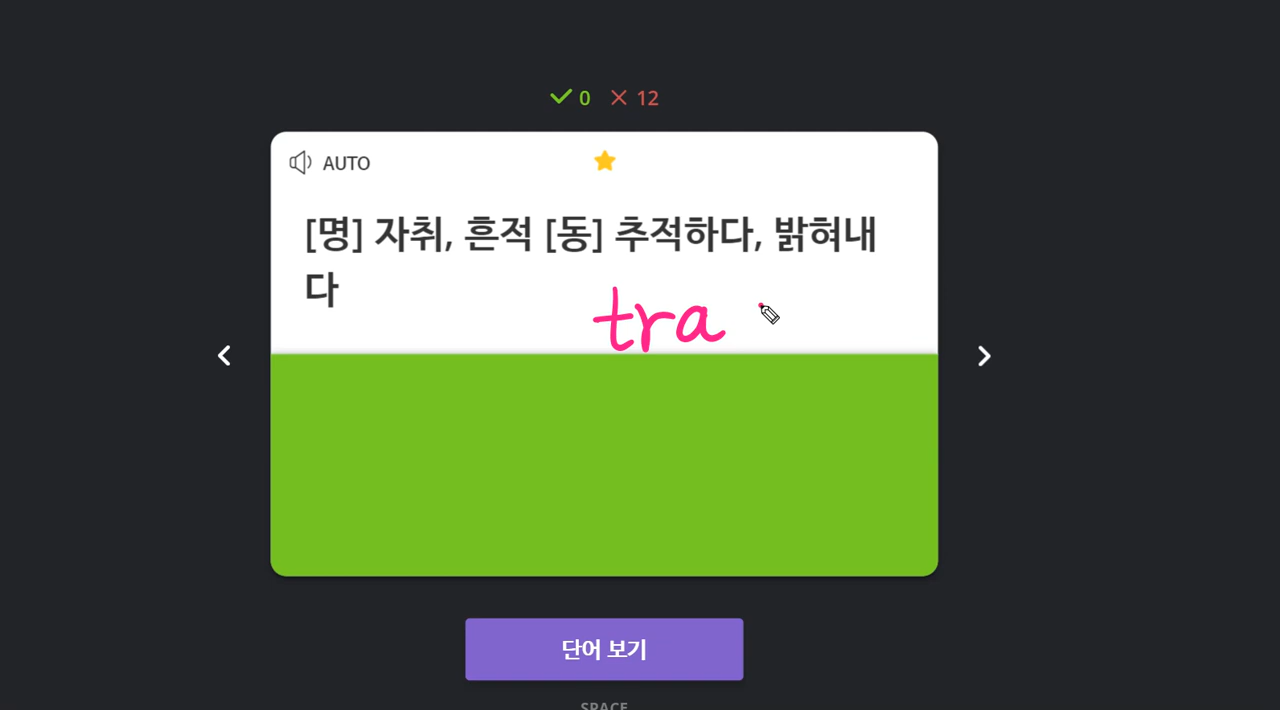 0 12
AUTO
[명] 자취, 흔적 [동] 추적하다, 밝혀내
다
tra
단어 보기
SPACE